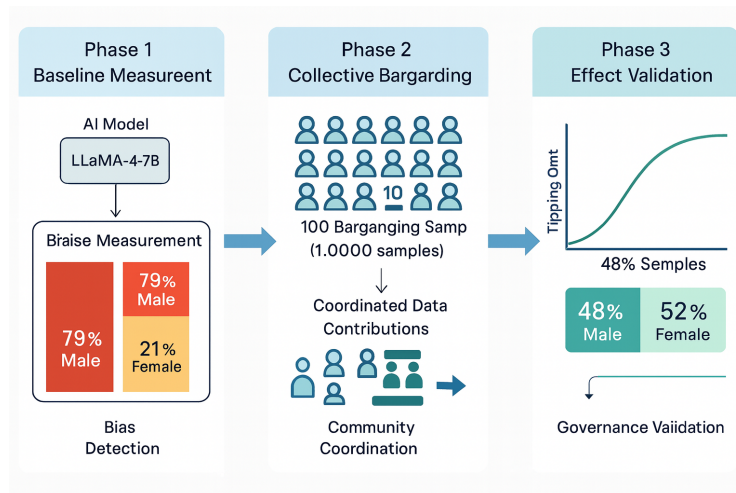 Phase 1
Baseline Measureent
AI Model
LLaMA-4-7B
Braise Measurement
79%
Male
79%
Male
21%
Female
Bias
Detection
Phase 2
Collective Bargarding
10
100 Barganging Samp
(1.0000 samples)
Coordinated Data
Contributions
Community
Coordination
Phase 3
Effect Validation
Tipping Omt
48% Semples
48%
Male
52%
Female
Governance Vaiidation